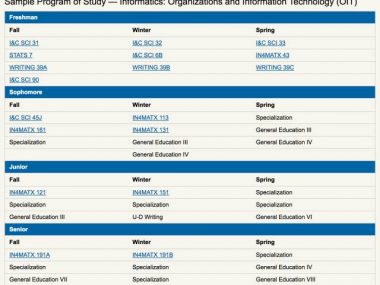 Sample Program of Study — Informatics: Organizations and Information Technology (OIT)
Freshman
Fall Winter Spring
I&C SCI 31 I&C SCI 32 I&C SCI 33
STATS 7 I&C SCI 6B IN4MATX 43
WRITING 39A WRITING 39B WRITING 39C
I&C SCI 90
Sophomore
Fall Winter Spring
I&C SCI 45J IN4MATX 113 Specialization
IN4MATX 161 IN4MATX 131 General Education III
Specialization General Education III General Education IV
General Education IV
Junior
Fall Winter Spring
IN4MATX 121 IN4MATX 151 Specialization
Specialization Specialization Specialization
General Education III U-D Writing General Education VI
Senior
Fall Winter Spring
IN4MATX 191A IN4MATX 191B Specialization
Specialization Specialization General Education IV
General Education VII Specialization General Education VIII